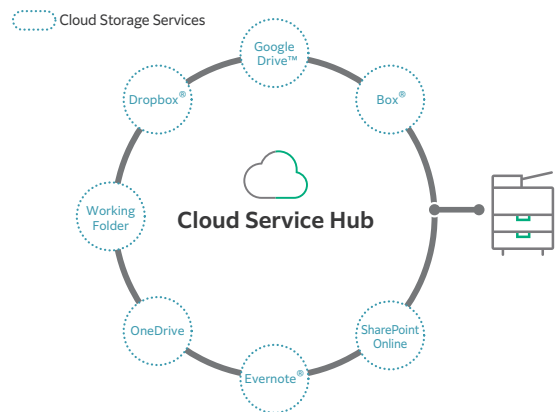 Cloud Storage Services
Google
Drive™
Dropbox®
Box®
Working
Folder
Cloud Service Hub
OneDrive
SharePoint
Online
Evernote®